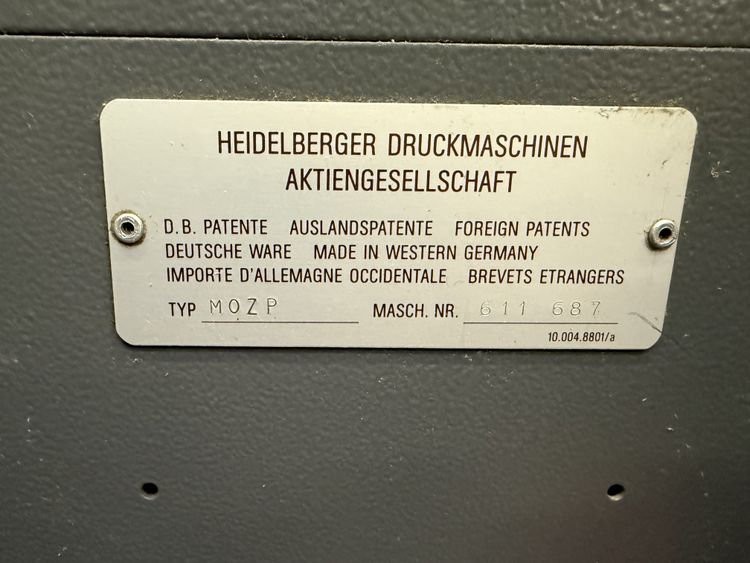 HEIDELBERGER DRUCKMASCHINEN
AKTIENGESELLSCHAFT
D.B. PATENTE AUSLANDSPATENTE FOREIGN PATENTS
DEUTSCHE WARE MADE IN WESTERN GERMANY
IMPORTE D'ALLEMAGNE OCCIDENTALE BREVETS ETRANGERS
TYP MOZP MASCH. NR. 611 687
10.004.8801/a